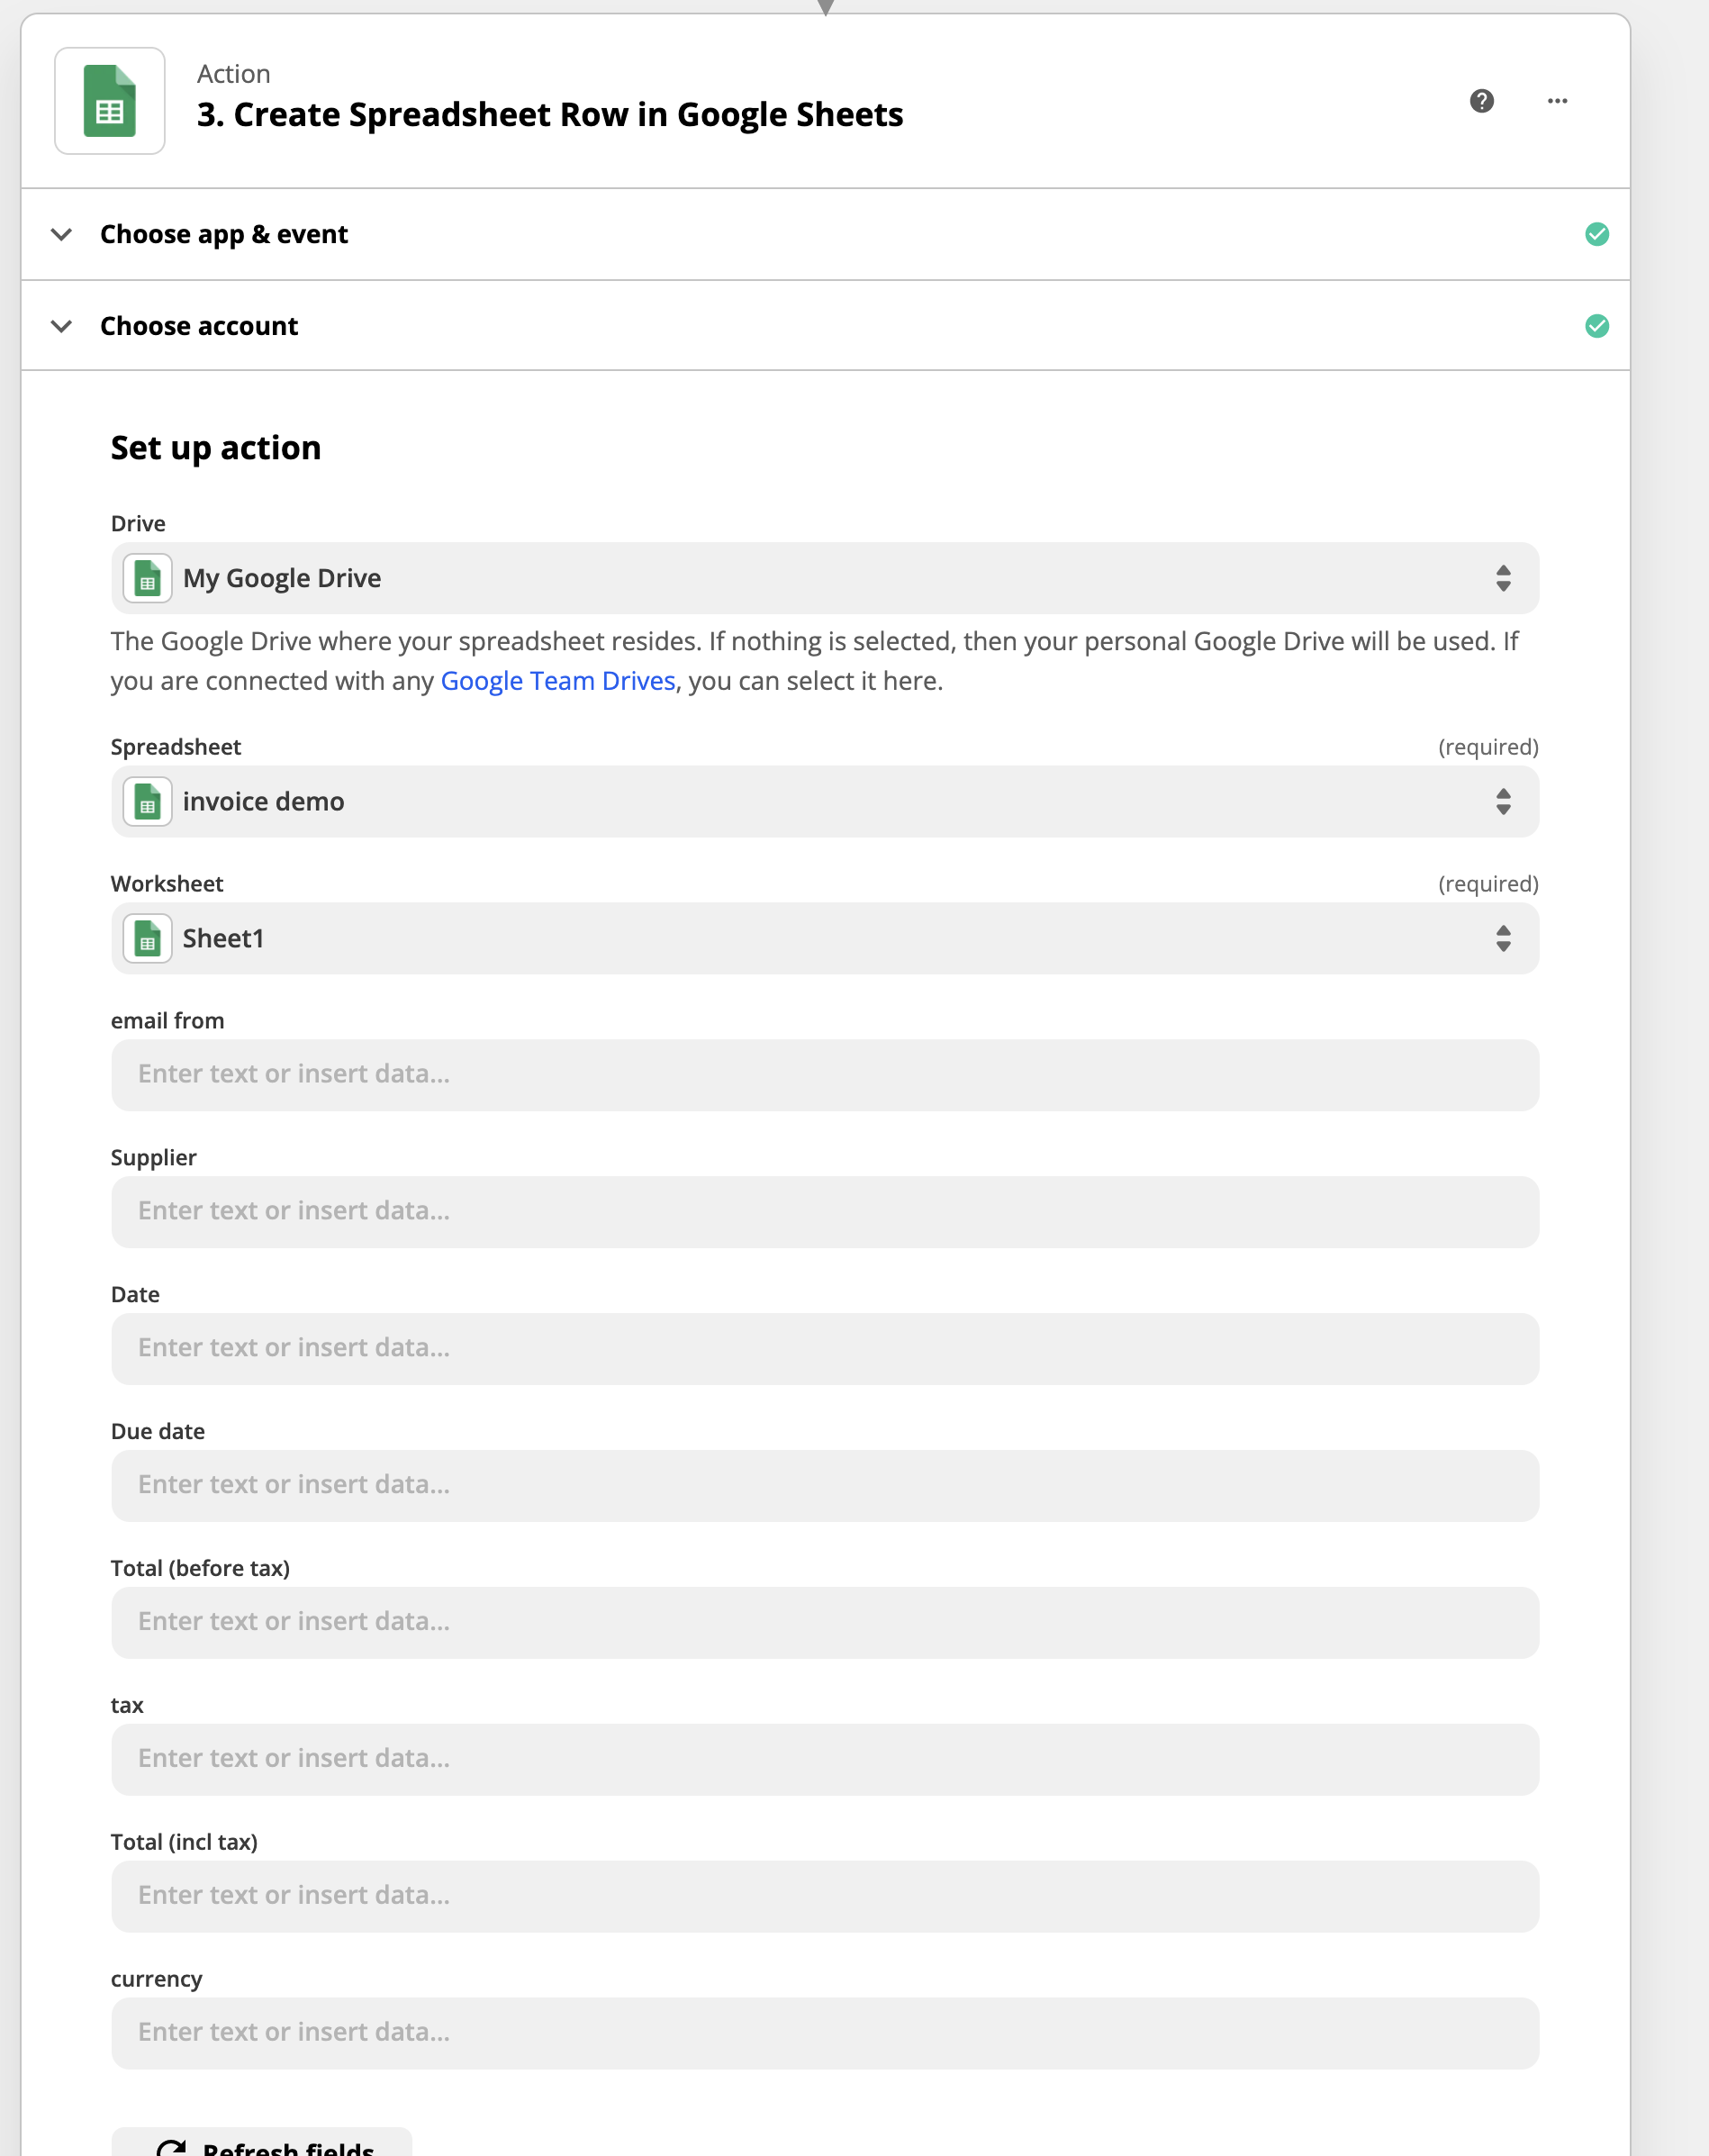 Action
3. Create Spreadsheet Row in Google Sheets
Choose app & event
Choose account
Set up action
Drive
My Google Drive
The Google Drive where your spreadsheet resides. If nothing is selected, then your personal Google Drive will be used. If
you are connected with any Google Team Drives, you can select it here.
Spreadsheet (required)
invoice demo
Worksheet (required)
Sheet1
email from
Enter text or insert data...
Supplier
Enter text or insert data...
Date
Enter text or insert data...
Due date
Enter text or insert data...
Total (before tax)
Enter text or insert data...
tax
Enter text or insert data...
Total (incl tax)
Enter text or insert data...
currency
Enter text or insert data...
Refresh fields